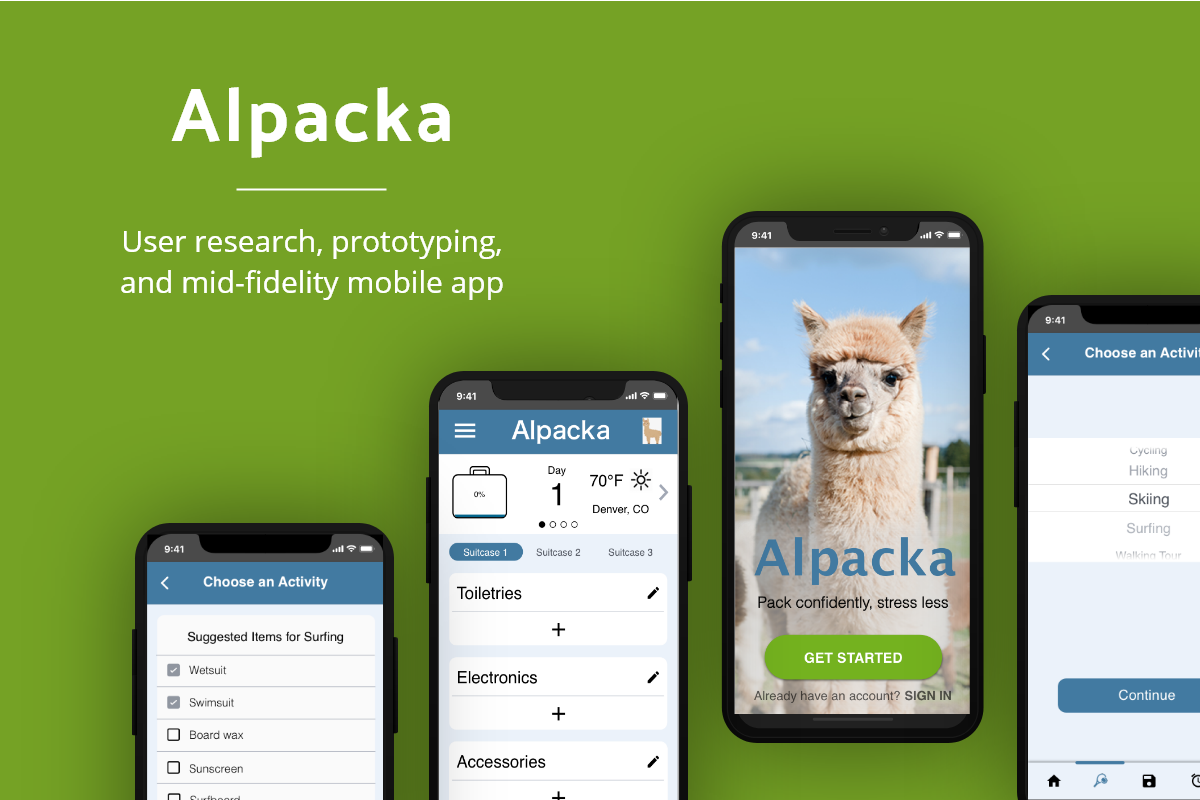 Alpacka
User research, prototyping,
and mid-fidelity mobile app
9:41
Choose an Activity
Suggested Items for Surfing
Wetsuit
Swimsuit
Board wax
Sunscreen
Surfboard
9:41
Alpacka
0%
Day
1
70°F
Denver, CO
Suitcase 1
Suitcase 2
Suitcase 3
Toiletries
+
Electronics
+
Accessories
+
9:41
Alpacka
Pack confidently, stress less
GET STARTED
Already have an account? SIGN IN
9:41
Choose an Activit
Cycling
Hiking
Skiing
Surfing
Walking Tour
Continue